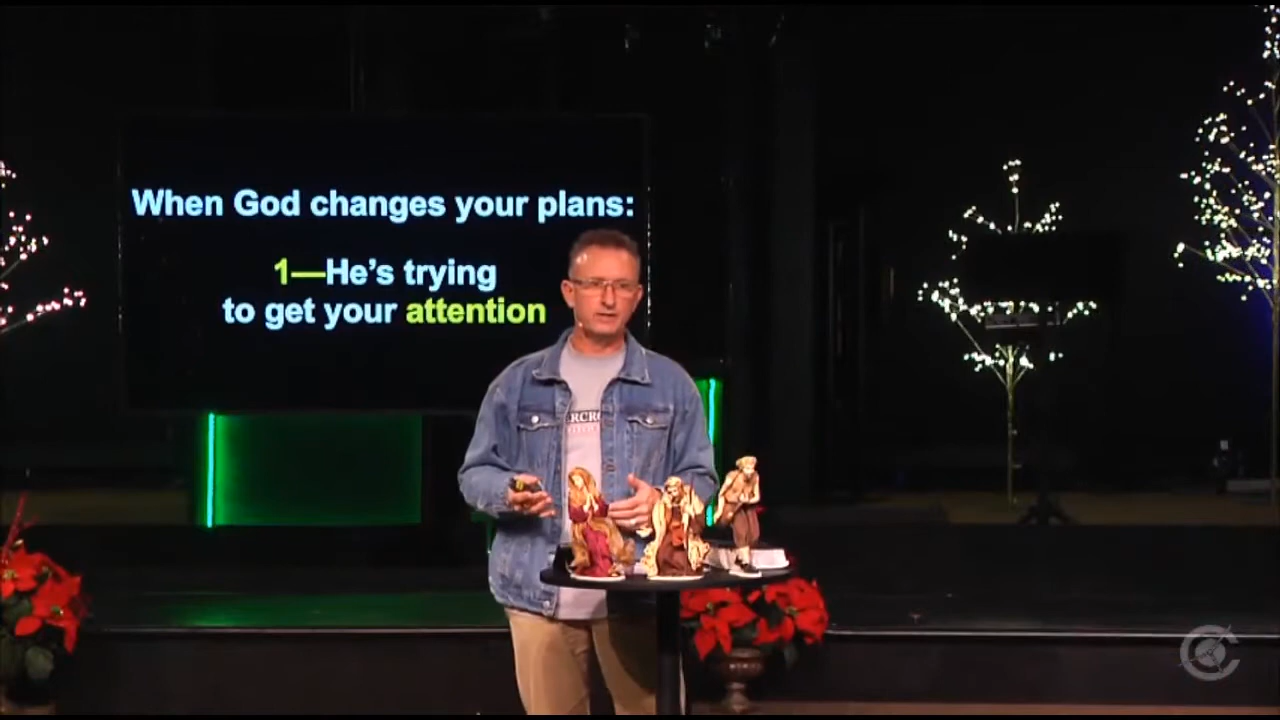 When God changes your plans:
1—He's trying
to get your attention